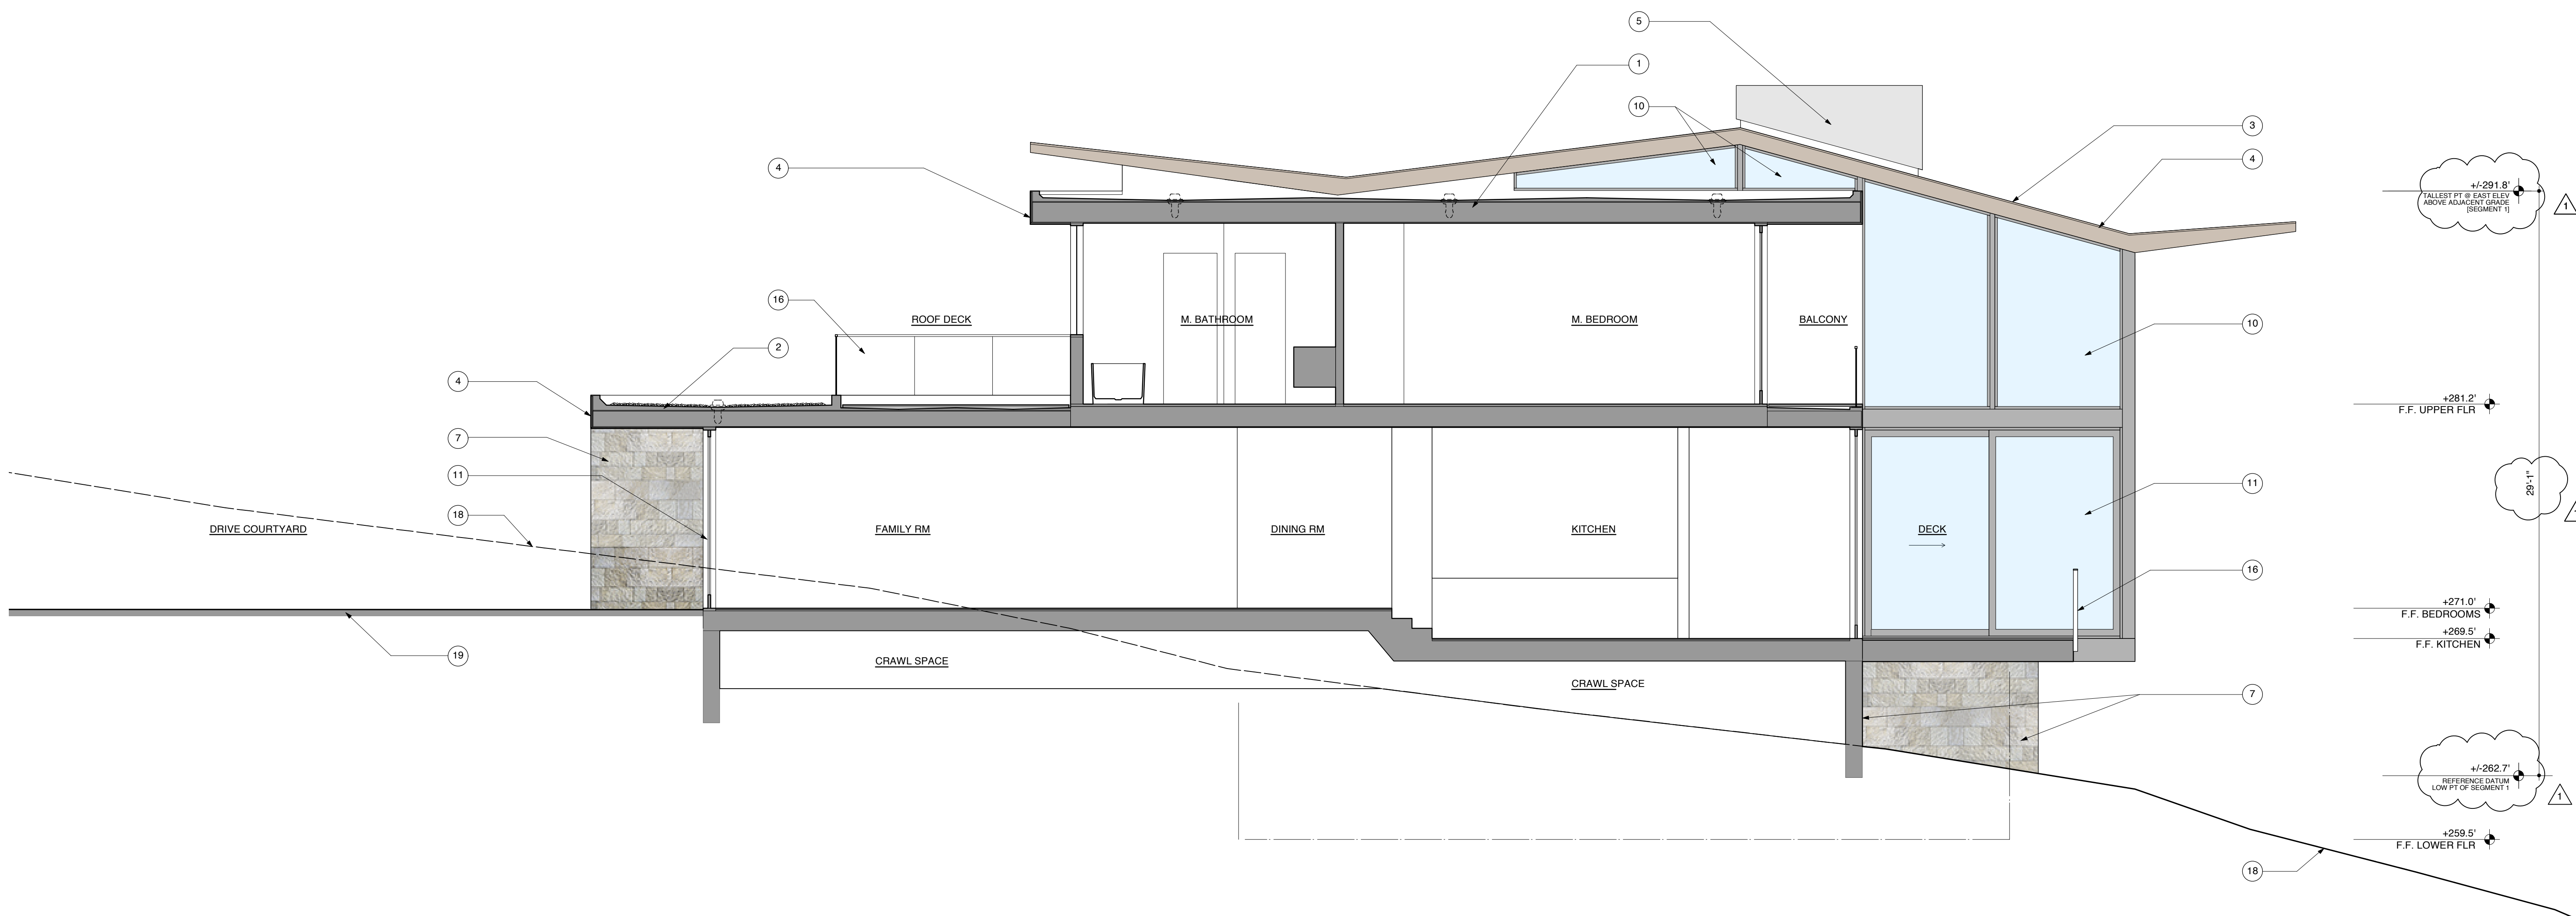 5
1
10
3
4
4
+/-291.8'
TALLEST PT @ EAST ELEV
ABOVE ADJACENT GRADE
[SEGMENT 1]
1
16
ROOF DECK
M. BATHROOM
M. BEDROOM
BALCONY
10
2
4
+281.2'
F.F. UPPER FLR
7
11
18
29'-1"
11
DRIVE COURTYARD
FAMILY RM
DINING RM
KITCHEN
DECK
16
+271.0'
F.F. BEDROOMS
+269.5'
F.F. KITCHEN
19
CRAWL SPACE
CRAWL SPACE
7
+/-262.7'
REFERENCE DATUM
LOW PT OF SEGMENT 1
1
+259.5'
F.F. LOWER FLR
18